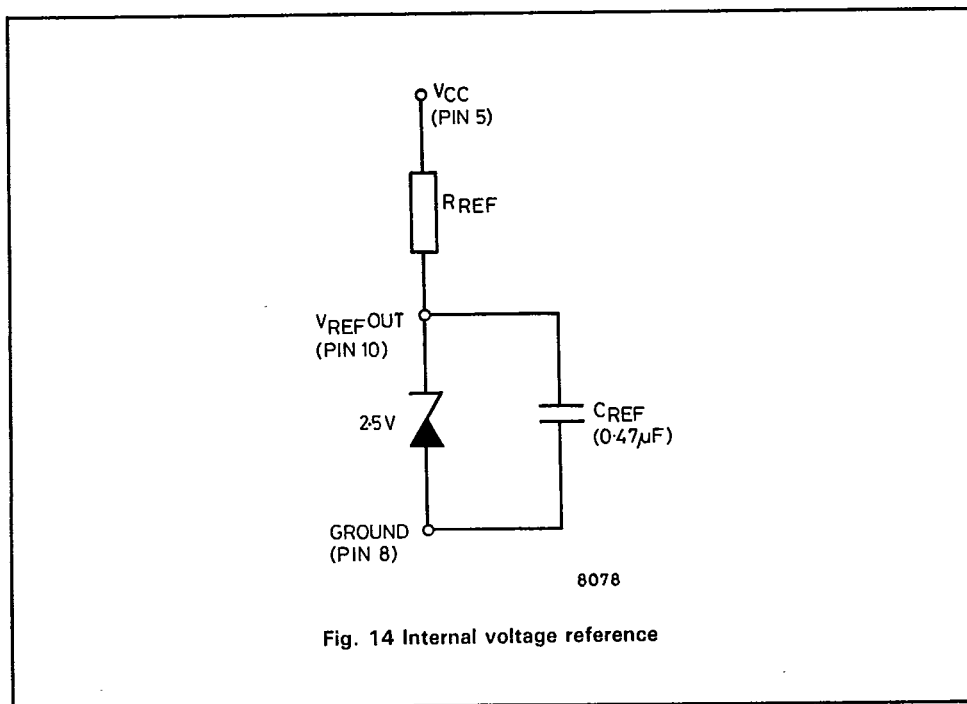 VCC
(PIN 5)
RREF
VREFOUT
(PIN 10)
2·5V
CREF
(0·47µF)
GROUND
(PIN 8)
8078
Fig. 14 Internal voltage reference